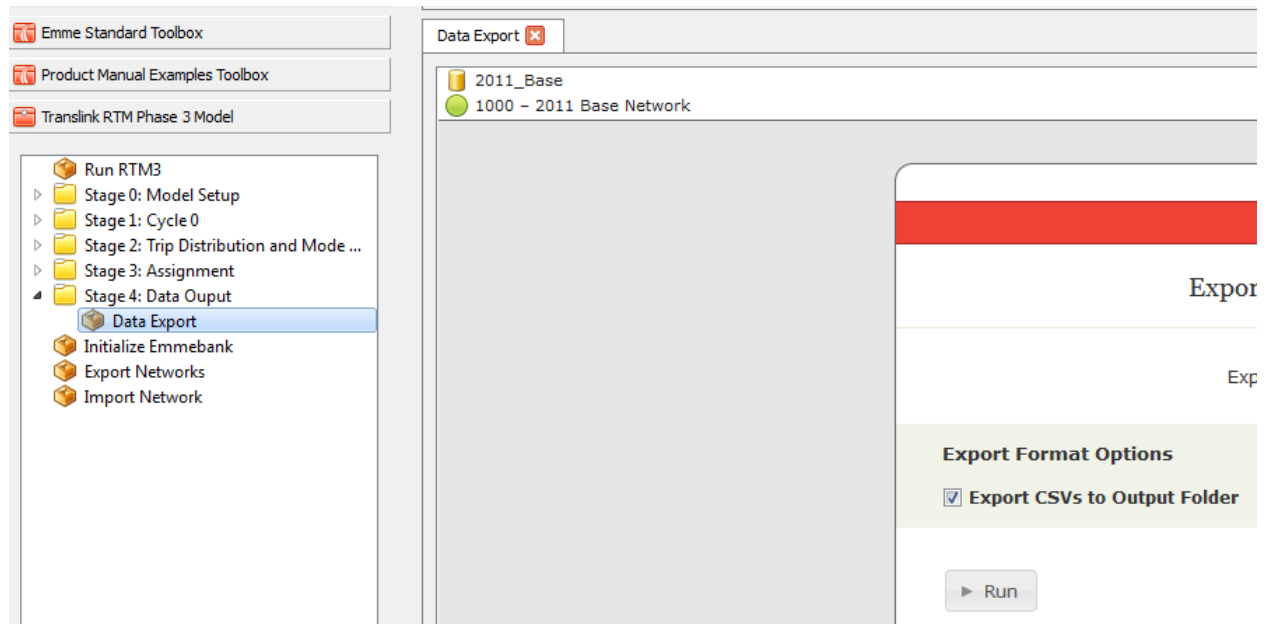 Emme Standard Toolbox
Product Manual Examples Toolbox
Translink RTM Phase 3 Model
Run RTM3
Stage 0: Model Setup
Stage 1: Cycle 0
Stage 2: Trip Distribution and Mode ...
Stage 3: Assignment
Stage 4: Data Ouput
Data Export
Initialize Emmebank
Export Networks
Import Network
Data Export
2011_Base
1000 – 2011 Base Network
Expor
Exp
Export Format Options
Export CSVs to Output Folder
Run